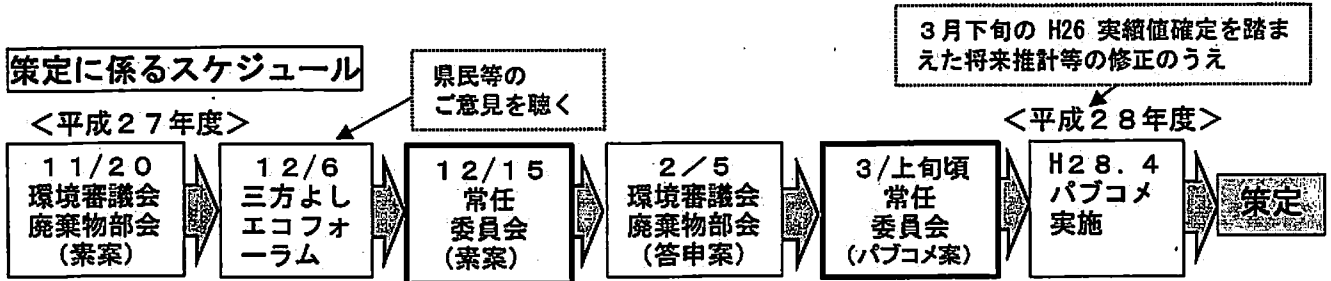 策定に係るスケジュール
県民等の
ご意見を聴く
3月下旬の H26 実績値確定を踏ま
えた将来推計等の修正のうえ
＜平成２７年度＞
＜平成２８年度＞
１１/２０
環境審議会
廃棄物部会
(素案)
１２/６
三方よし
エコフォ
ーラム
１２/１５
常任
委員会
(素案)
２／５
環境審議会
廃棄物部会
(答申案)
３/上旬頃
常任
委員会
(パブコメ案)
H２８．４
パブコメ
実施
策定